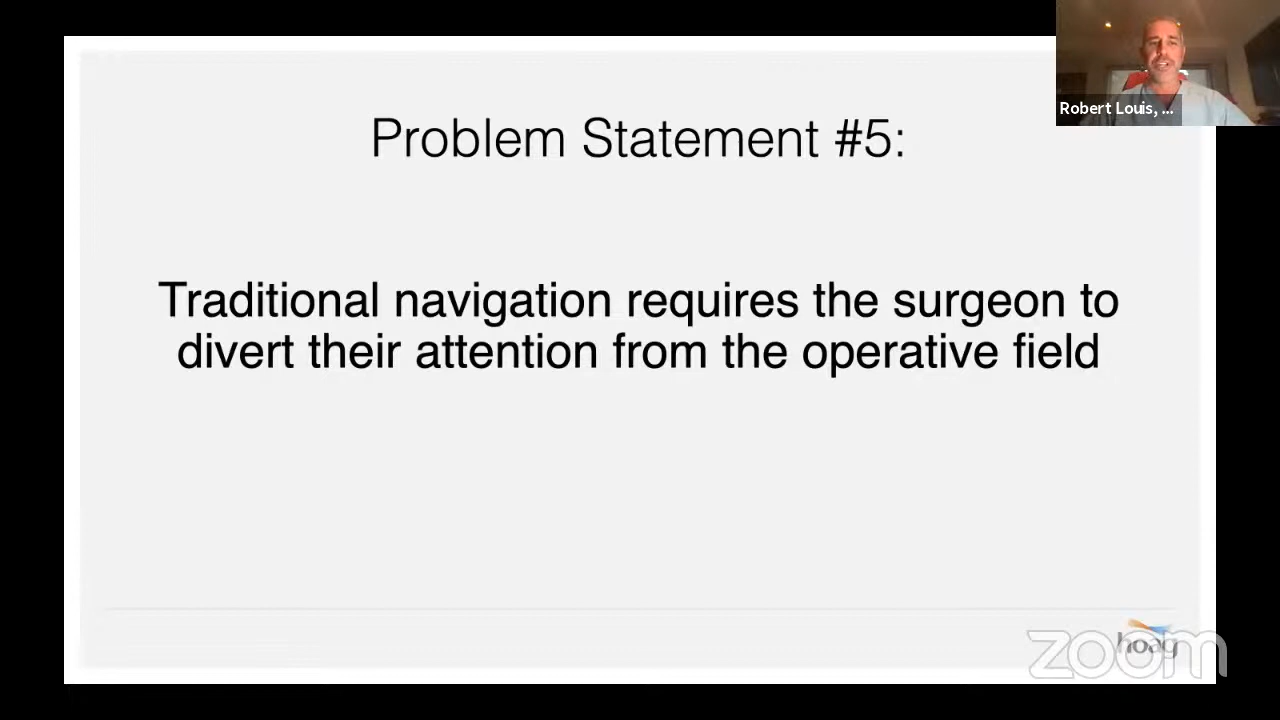 Robert Louis, ...
Problem Statement #5:
Traditional navigation requires the surgeon to
divert their attention from the operative field
hoag
zoom